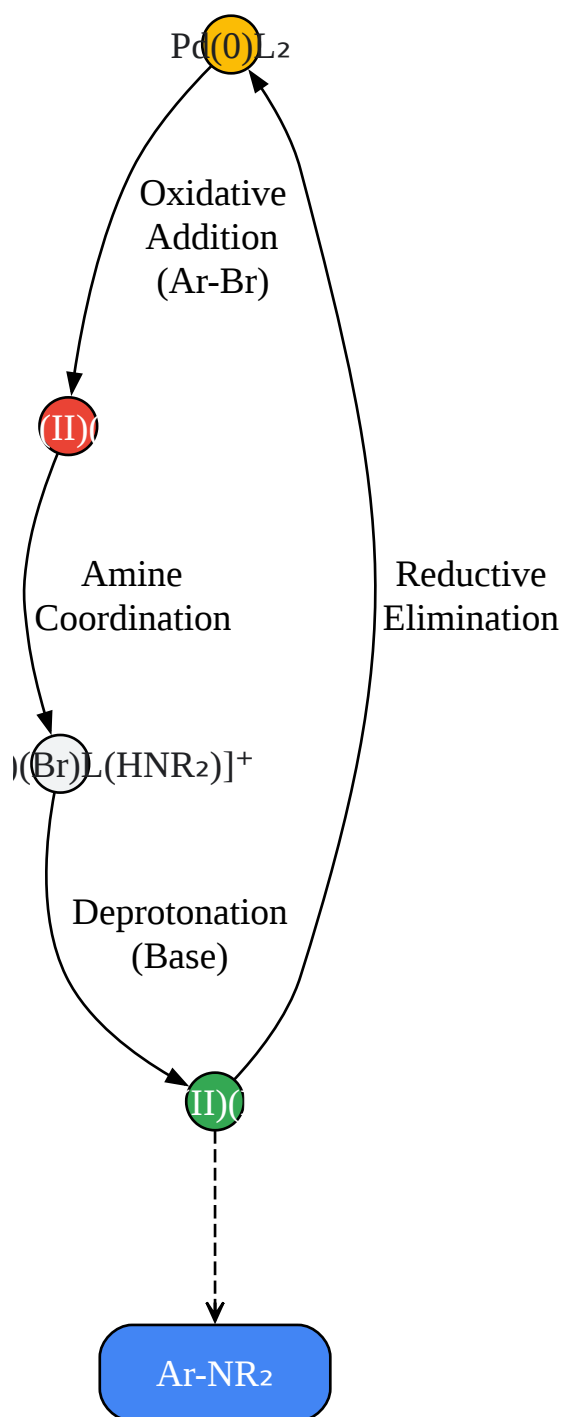 Pd(0)L₂
Oxidative
Addition
(Ar-Br)
(II)(
Amine
Coordination
Reductive
Elimination
)(Br)L(HNR₂)]⁺
Deprotonation
(Base)
II)(
Ar-NR₂